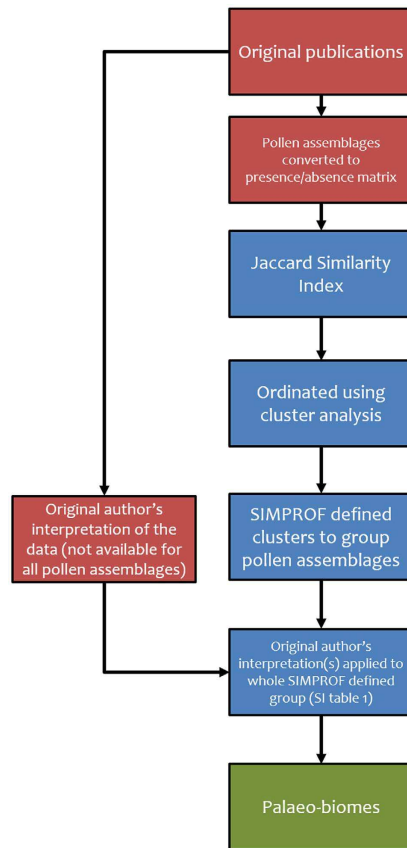 Original publications
Pollen assemblages
converted to
presence/absence matrix
Jaccard Similarity
Index
Ordinated using
cluster analysis
Original author's
interpretation of the
data (not available for
all pollen assemblages)
SIMPROF defined
clusters to group
pollen assemblages
Original author's
interpretation(s) applied to
whole SIMPROF defined
group (SI table 1)
Palaeo-biomes